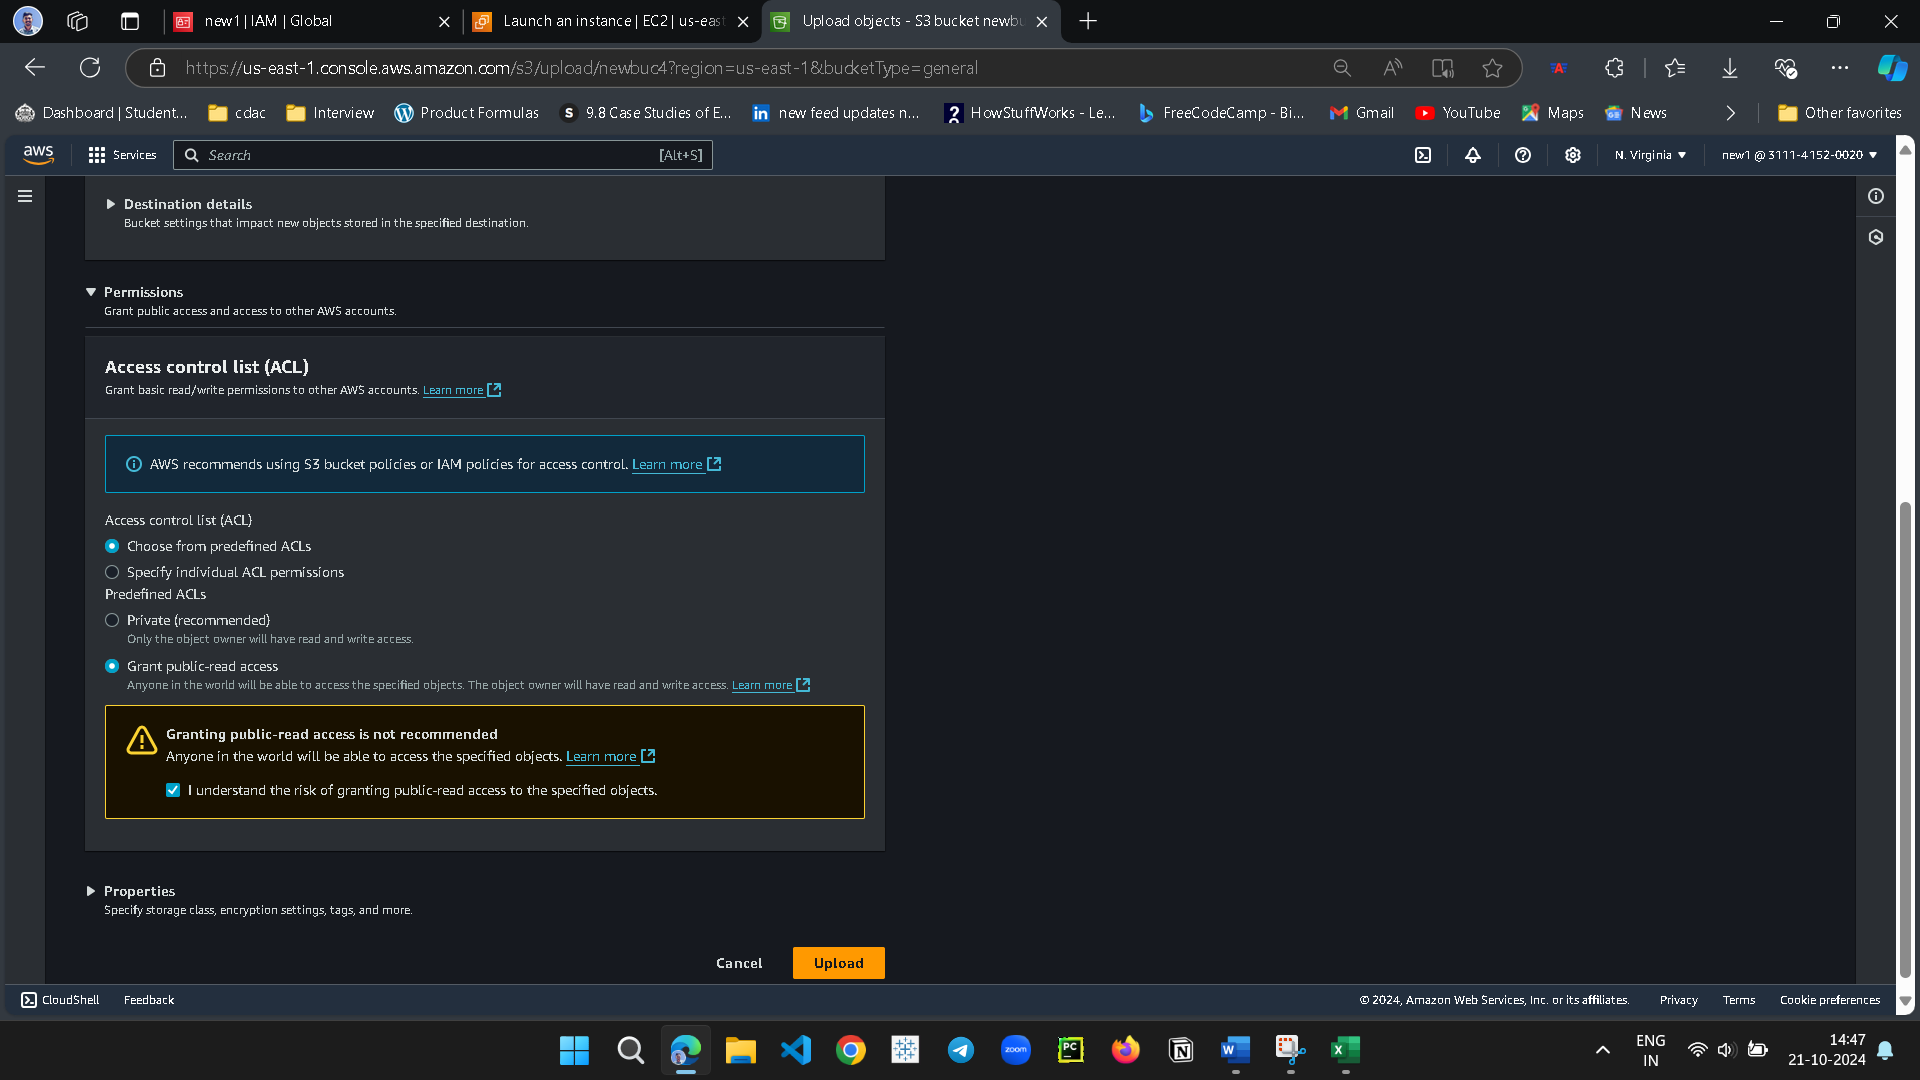 new1 | IAM | Global
Launch an instance | EC2 | us-east
Upload objects - S3 bucket newbu
https://us-east-1.console.aws.amazon.com/s3/upload/newbuc4?region=us-east-1&bucketType=general
Dashboard | Student...
cdac
Interview
Product Formulas
9.8 Case Studies of E...
new feed updates n...
HowStuffWorks - Le...
FreeCodeCamp - Bi...
Gmail
YouTube
Maps
News
Other favorites
aws
Services
Search
[Alt+S]
N. Virginia
new1 @ 3111-4152-0020
Destination details
Bucket settings that impact new objects stored in the specified destination.
Permissions
Grant public access and access to other AWS accounts.
Access control list (ACL)
Grant basic read/write permissions to other AWS accounts. Learn more
AWS recommends using S3 bucket policies or IAM policies for access control. Learn more
Access control list (ACL)
Choose from predefined ACLs
Specify individual ACL permissions
Predefined ACLs
Private (recommended)
Only the object owner will have read and write access.
Grant public-read access
Anyone in the world will be able to access the specified objects. The object owner will have read and write access. Learn more
Granting public-read access is not recommended
Anyone in the world will be able to access the specified objects. Learn more
I understand the risk of granting public-read access to the specified objects.
Properties
Specify storage class, encryption settings, tags, and more.
Cancel
Upload
CloudShell
Feedback
© 2024, Amazon Web Services, Inc. or its affiliates.
Privacy
Terms
Cookie preferences
zoom
PC
ENG
IN
14:47
21-10-2024